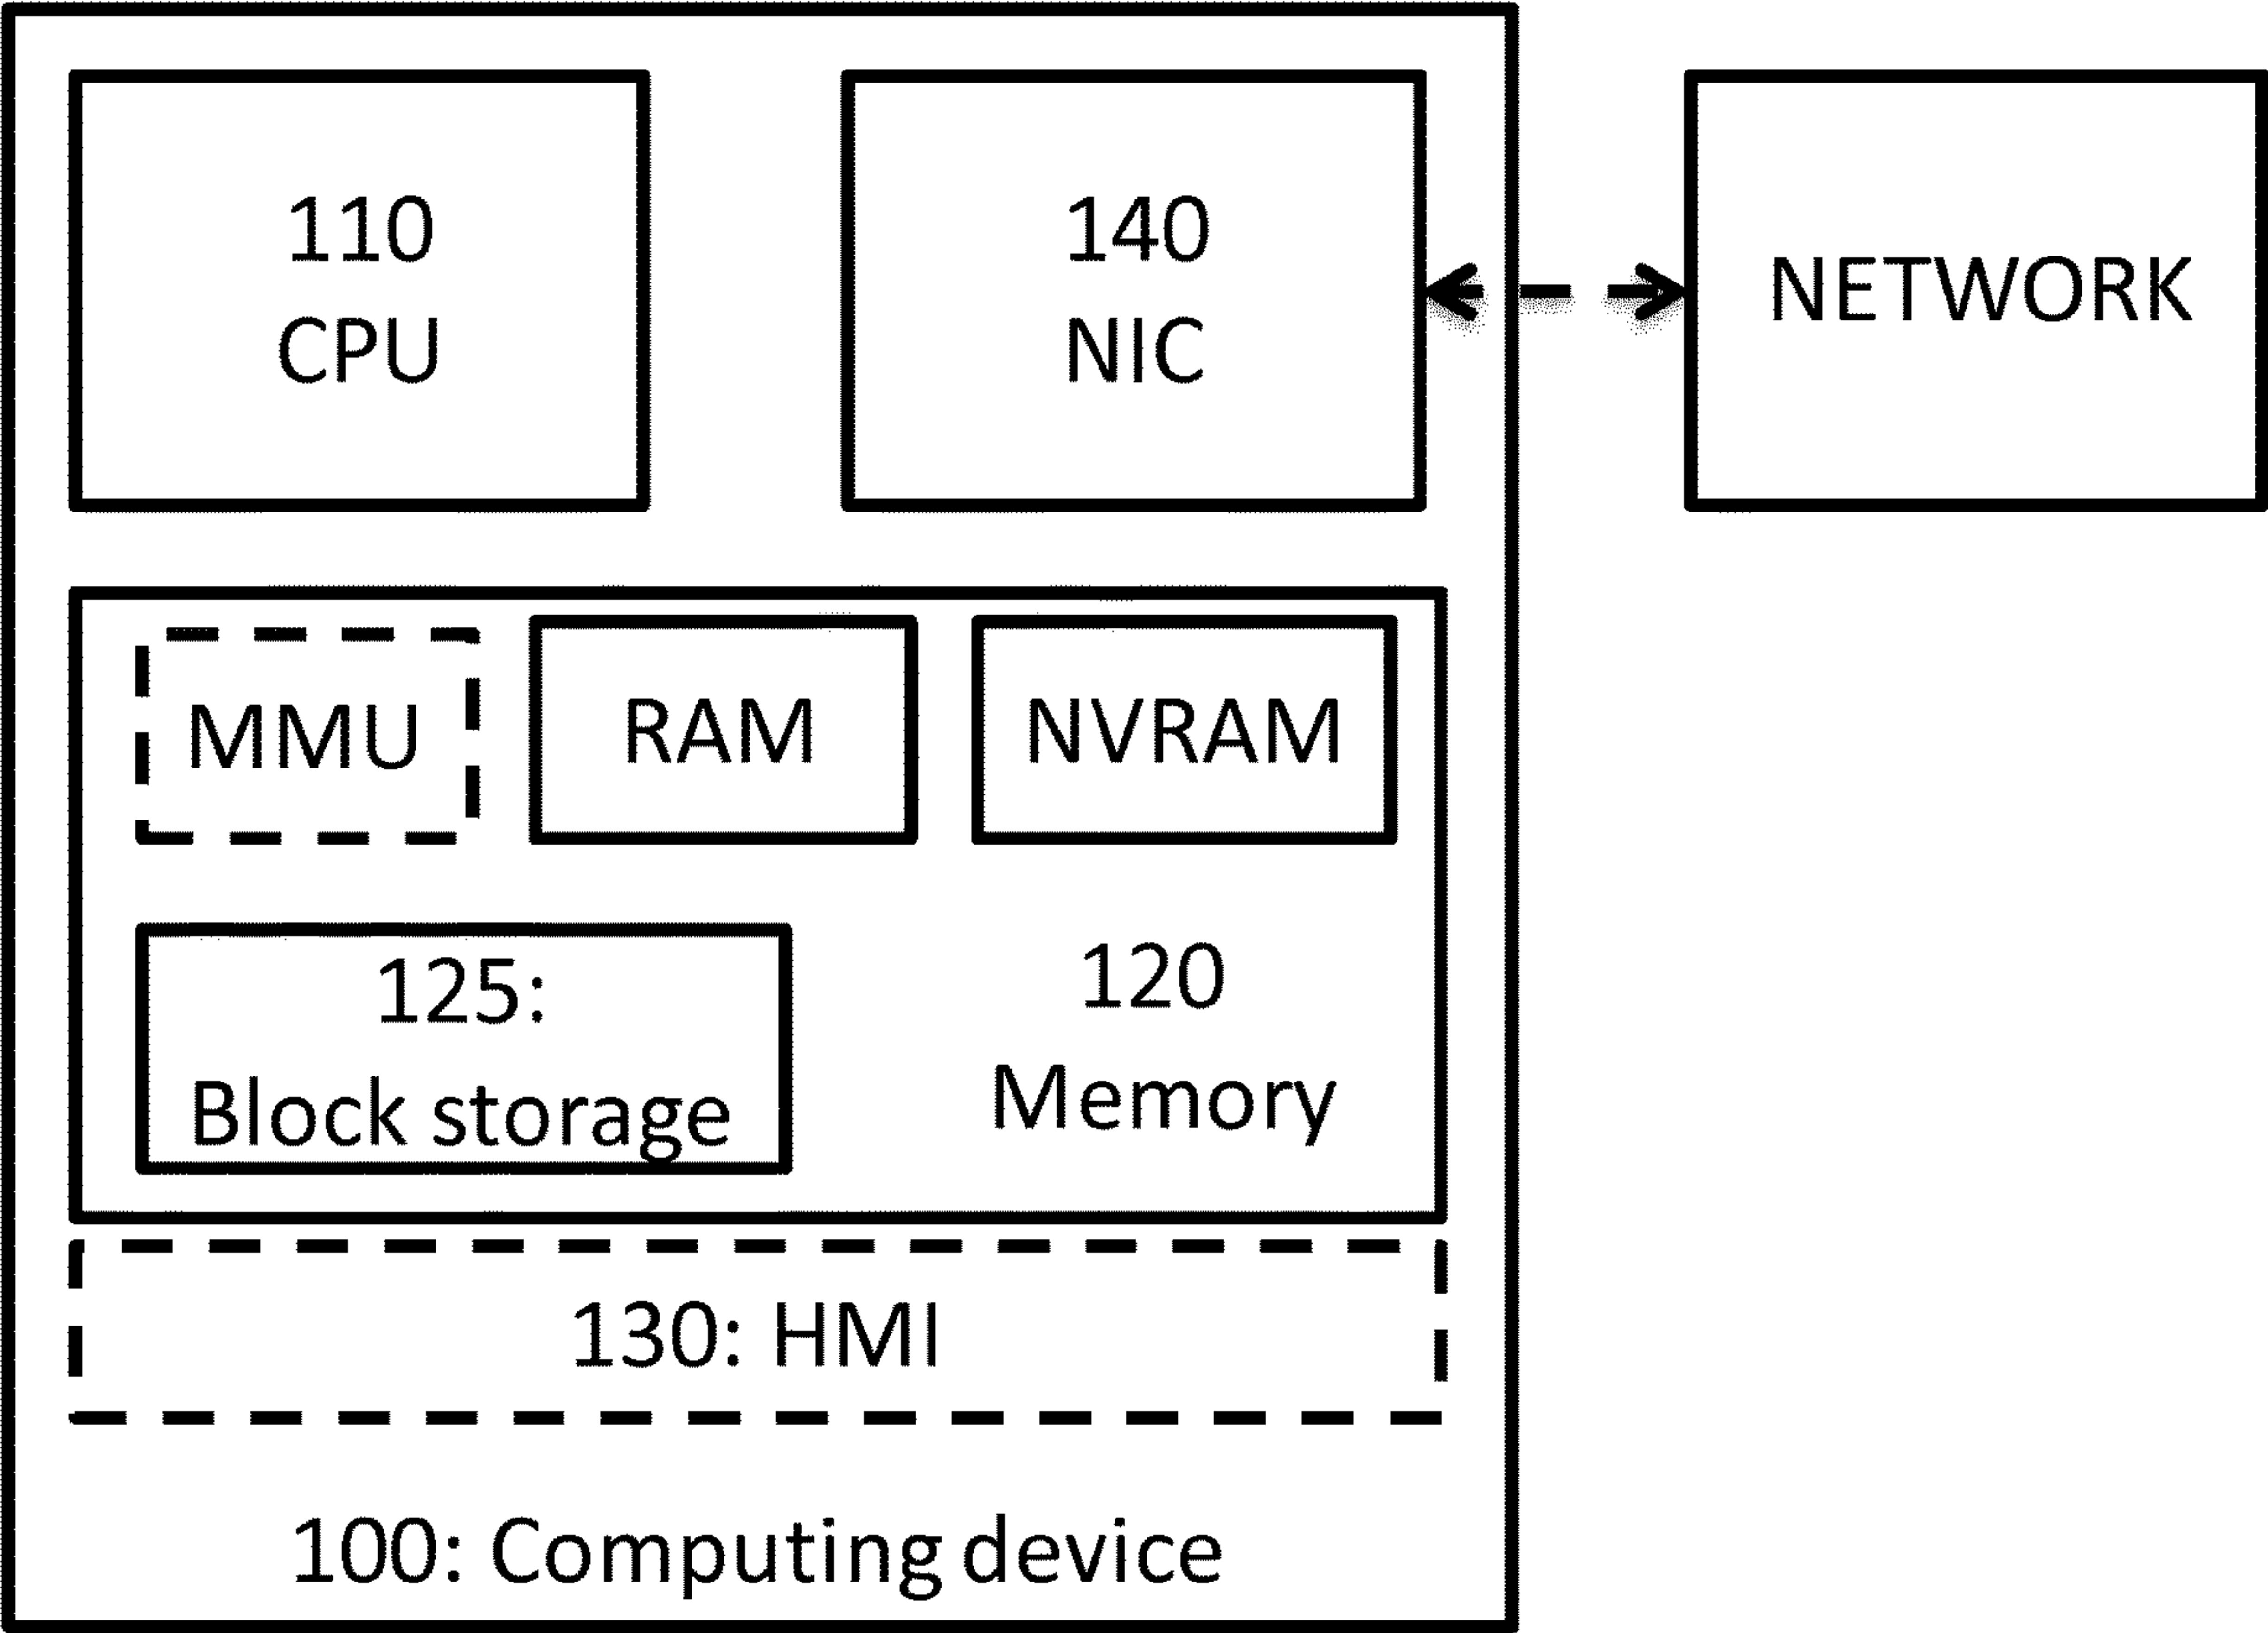 110
CPU
140
NIC
NETWORK
MMU
RAM
NVRAM
125:
Block storage
120
Memory
130: HMI
100: Computing device